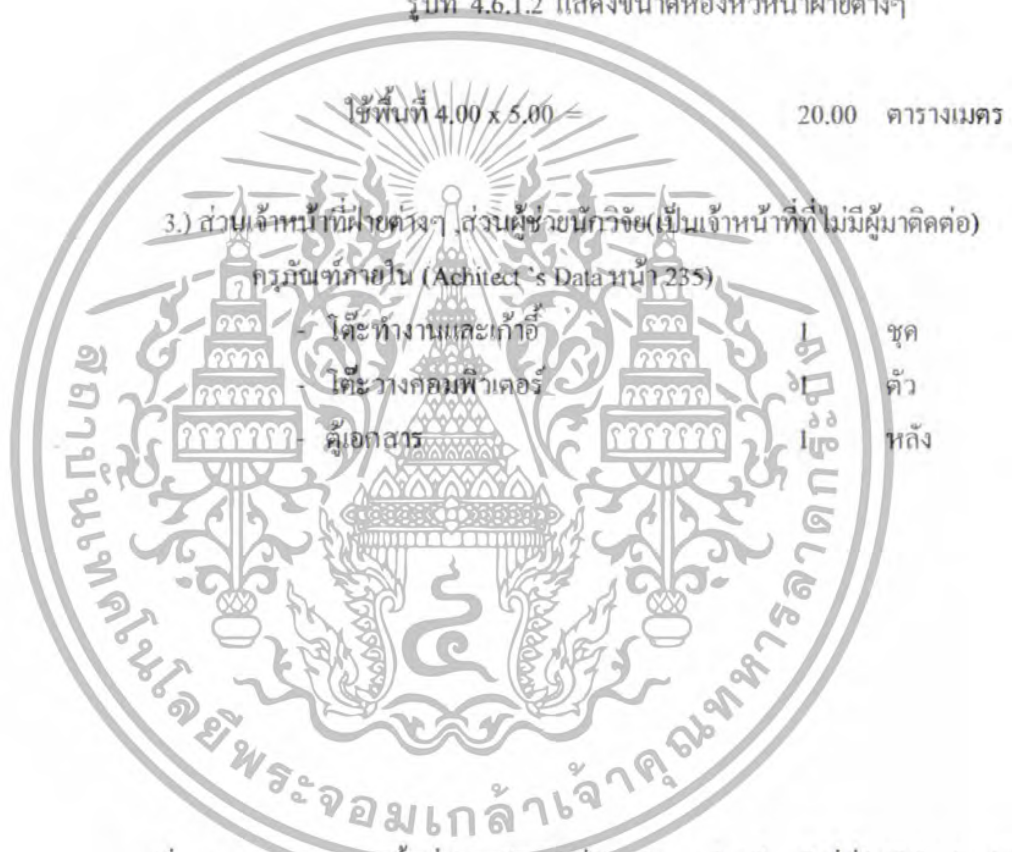 รูปที่ 4.6.1.2 แสดงขนาดห้องหัวหน้าฝ่ายต่างๆ
ใช้พื้นที่ 4.00 x 5.00 = 20.00 ตารางเมตร
3.) ส่วนเจ้าหน้าที่ฝ่ายต่างๆ ,ส่วนผู้ช่วยนักวิจัย(เป็นเจ้าหน้าที่ที่ไม่มีผู้มาติดต่อ)
ครุภัณฑ์ภายใน (Achitect 's Data หน้า 235)
- โต๊ะทำงานและเก้าอี้ 1 ชุด
- โต๊ะวางคอมพิวเตอร์ 1 ตัว
- ตู้เอกสาร 1 หลัง
สถาบันเทคโนโลยีพระจอมเกล้าเจ้าคุณทหารลาดกระบัง